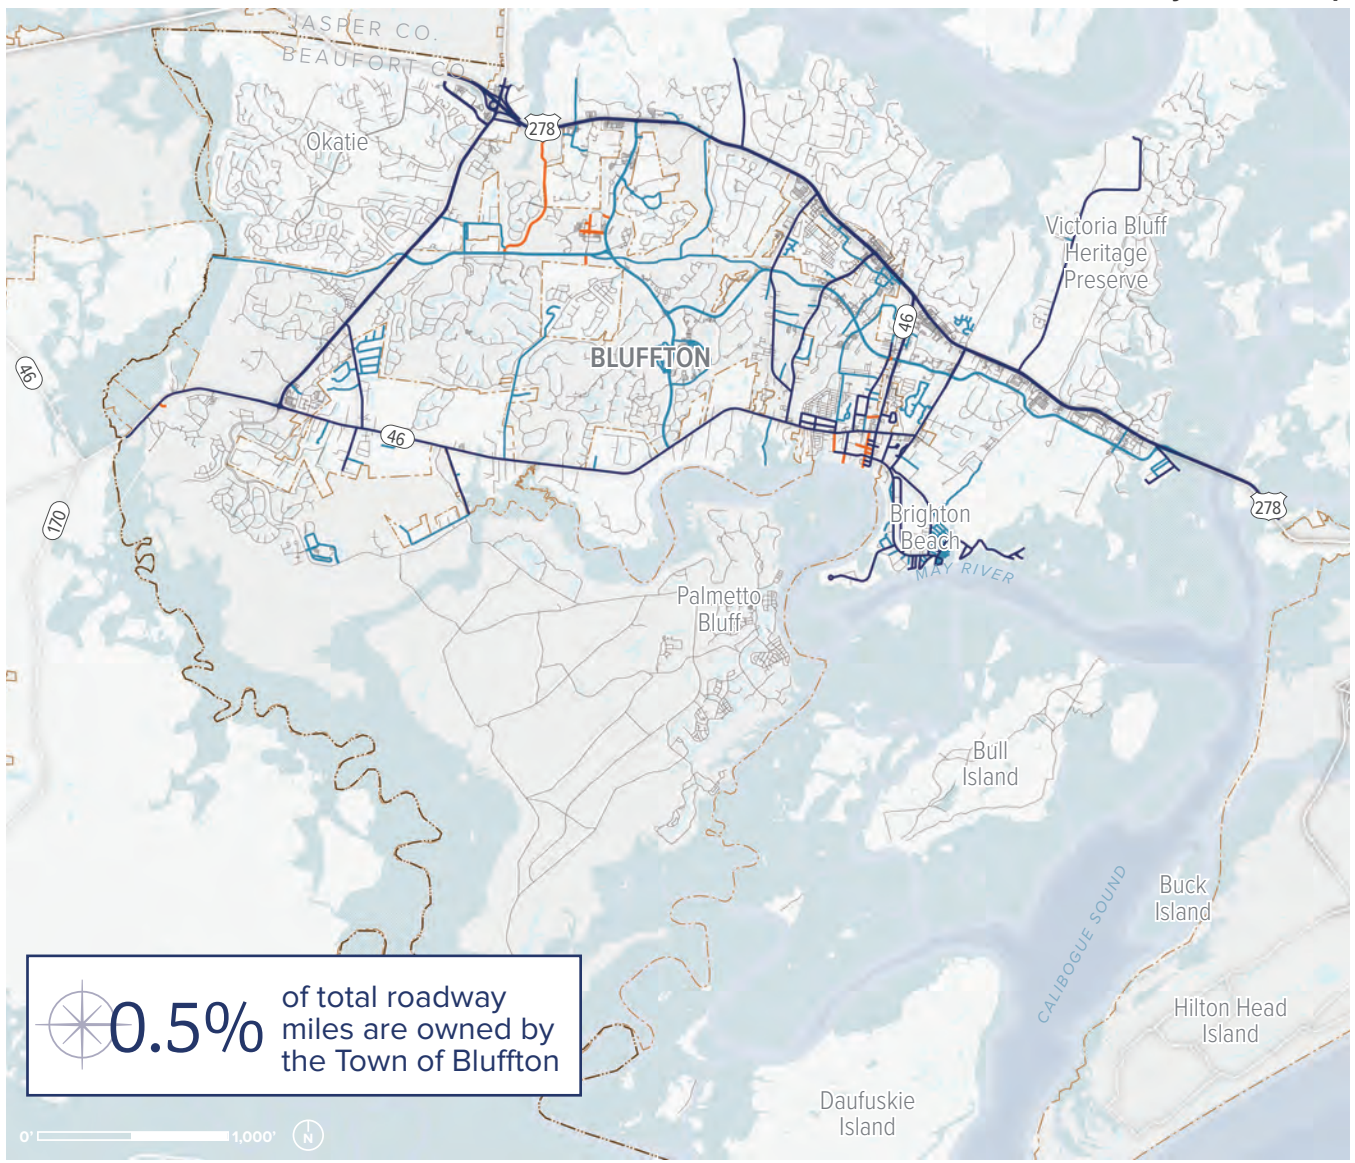 JASPER CO.
BEAUFORT CO.
278
Okatie
Victoria Bluff
Heritage
Preserve
46
46
BLUFFTON
46
170
278
Brighton
Beach
MAY RIVER
Palmetto
Bluff
Bull
Island
Buck
Island
CALIBOGUE SOUND
Hilton Head
Island
0.5%
of total roadway
miles are owned by
the Town of Bluffton
Daufuskie
Island
0'
1,000'
N